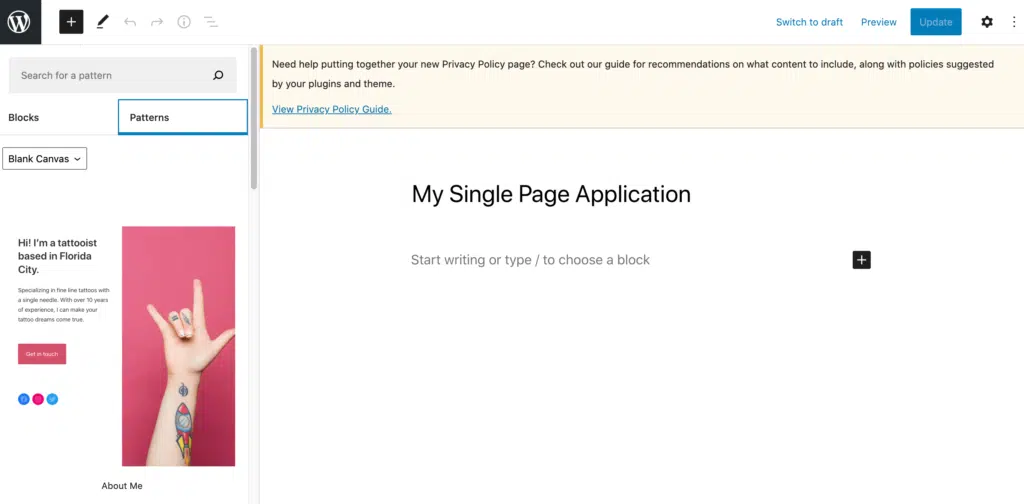 Switch to draft
Preview
Update
Search for a pattern
Blocks
Patterns
Blank Canvas
Hi! I'm a tattooist
based in Florida
City.
Specializing in fine line tattoos with
a single needle. With over 10 years
of experience, I can make your
tattoo dreams come true.
Get in touch
About Me
Need help putting together your new Privacy Policy page? Check out our guide for recommendations on what content to include, along with policies suggested
by your plugins and theme.
View Privacy Policy Guide.
My Single Page Application
Start writing or type / to choose a block